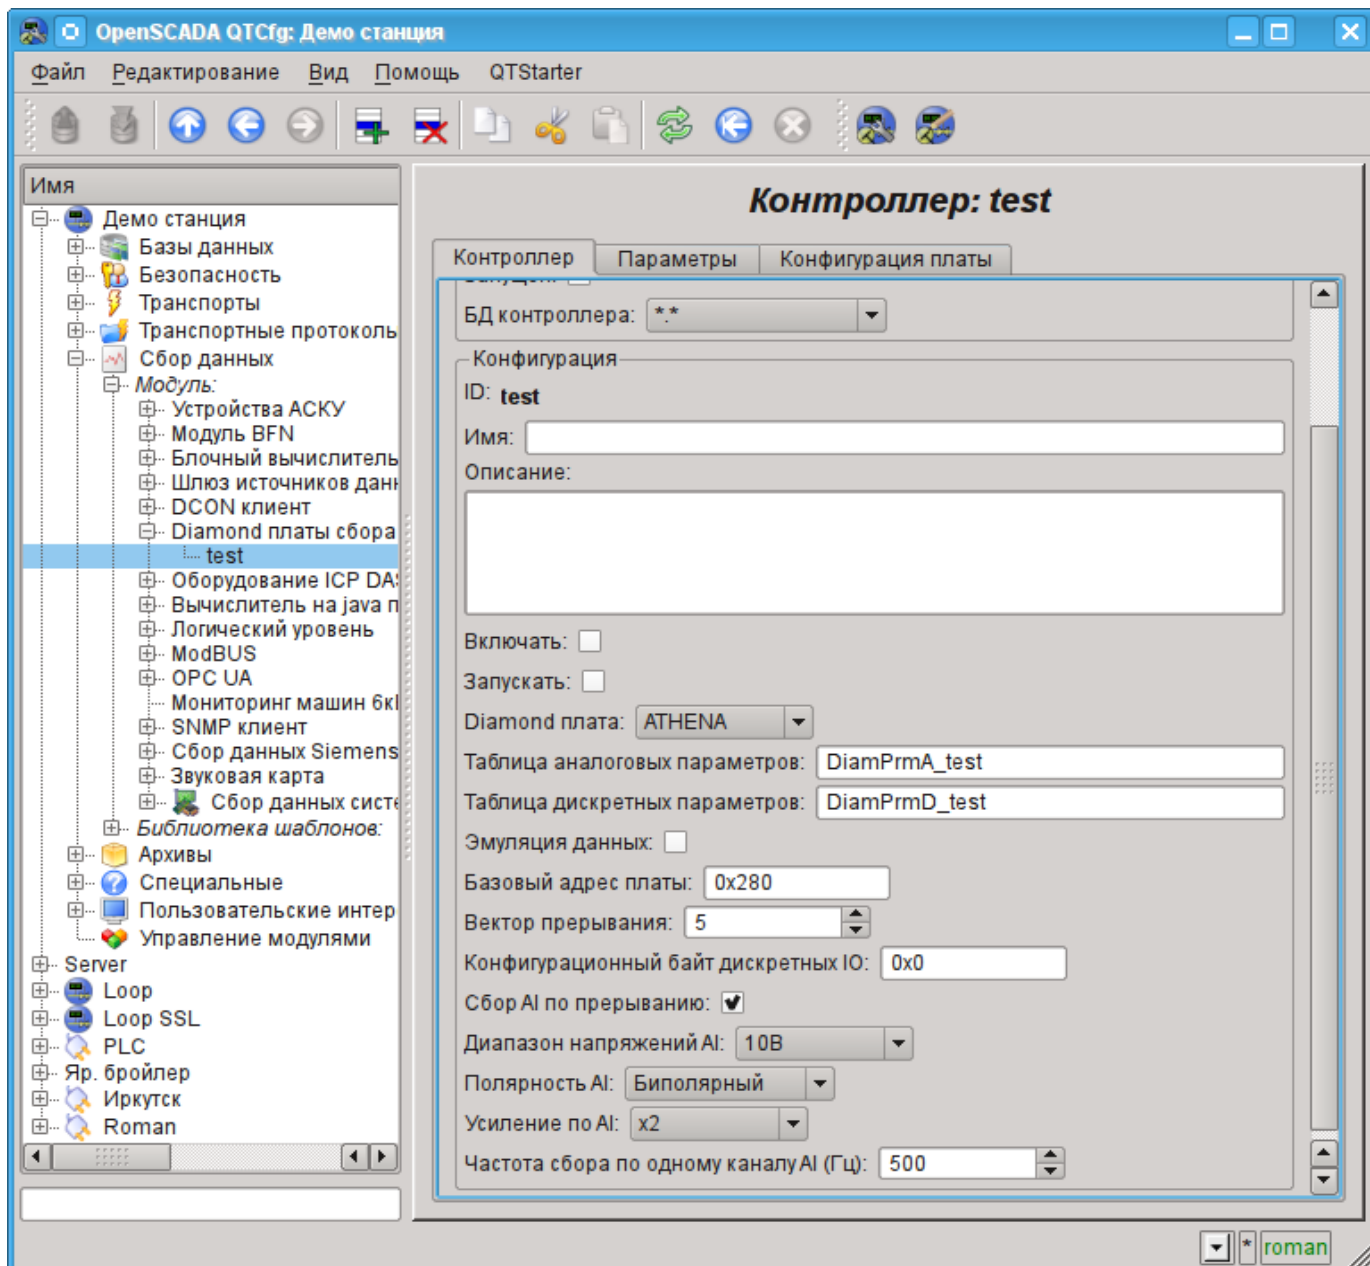 OpenSCADA QTCfg: Демо станция
Файл Редактирование Вид Помощь QTStarter
Имя
Демо станция
Базы данных
Безопасность
Транспорты
Транспортные протоколы
Сбор данных
Модуль:
Устройства АСКУ
Модуль BFN
Блочный вычислитель
Шлюз источников данн
DCON клиент
Diamond платы сбора
test
Оборудование ICP DAS
Вычислитель на java п
Логический уровень
ModBUS
OPC UA
Мониторинг машин 6к
SNMP клиент
Сбор данных Siemens
Звуковая карта
Сбор данных систе
Библиотека шаблонов:
Архивы
Специальные
Пользовательские интер
Управление модулями
Server
Loop
Loop SSL
PLC
Яр. бройлер
Иркутск
Roman
Контроллер: test
Контроллер Параметры Конфигурация платы
БД контроллера: *.*
Конфигурация
ID: test
Имя:
Описание:
Включать:
Запускать:
Diamond плата: ATHENA
Таблица аналоговых параметров: DiamPrmA_test
Таблица дискретных параметров: DiamPrmD_test
Эмуляция данных:
Базовый адрес платы: 0x280
Вектор прерывания: 5
Конфигурационный байт дискретных IO: 0x0
Сбор AI по прерыванию:
Диапазон напряжений AI: 10В
Полярность AI: Биполярный
Усиление по AI: x2
Частота сбора по одному каналу AI (Гц): 500
* roman